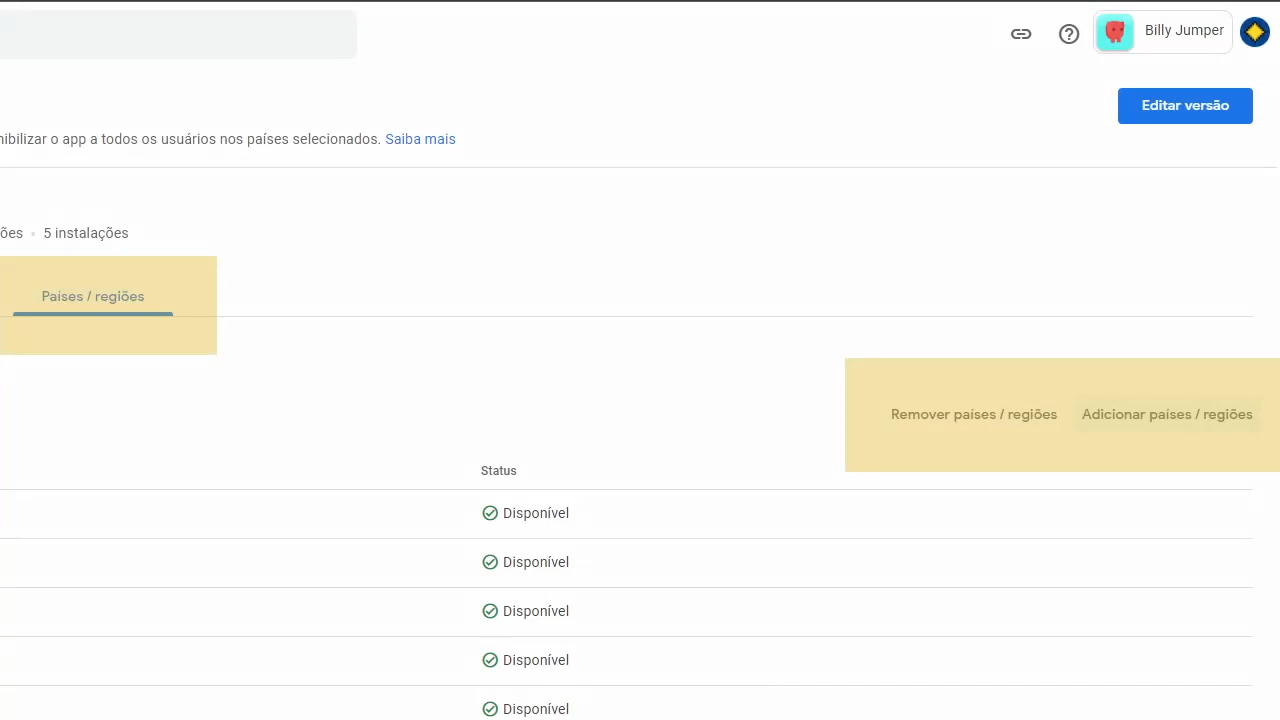 Billy Jumper
Editar versão
nibilizar o app a todos os usuários nos países selecionados. Saiba mais
ões • 5 instalações
Países / regiões
Remover países / regiões Adicionar países / regiões
Status
Disponível
Disponível
Disponível
Disponível
Disponível